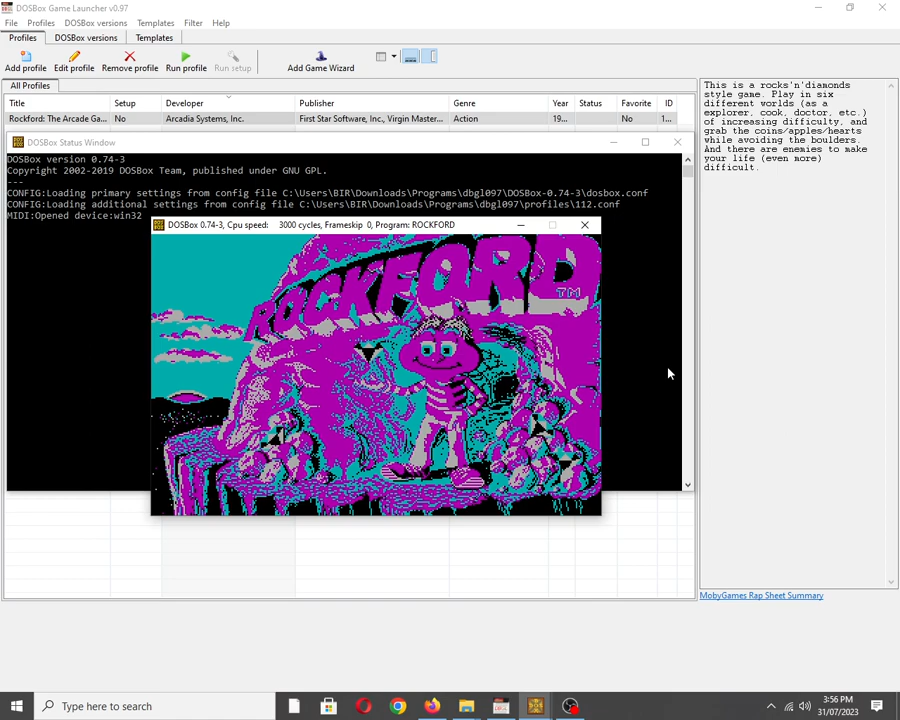 DOSBox Game Launcher v0.97
File Profiles DOSBox versions Templates Filter Help
Profiles DOSBox versions Templates
Add profile Edit profile Remove profile Run profile Run setup Add Game Wizard
All Profiles
Title Setup Developer Publisher Genre Year Status Favorite ID
Rockford: The Arcade Ga... No Arcadia Systems, Inc. First Star Software, Inc., Virgin Master... Action 19... No 1...
This is a rocks'n'diamonds
style game. Play in six
different worlds (as a
explorer, cook, doctor, etc.)
of increasing difficulty, and
grab the coins/apples/hearts
while avoiding the boulders.
And there are enemies to make
your life (even more)
difficult.
DOSBox Status Window
DOSBox version 0.74-3
Copyright 2002-2019 DOSBox Team, published under GNU GPL.
---
CONFIG:Loading primary settings from config file C:\Users\BIR\Downloads\Programs\dbgl097\DOSBox-0.74-3\dosbox.conf
CONFIG:Loading additional settings from config file C:\Users\BIR\Downloads\Programs\dbgl097\profiles\112.conf
MIDI:Opened device:win32
DOSBox 0.74-3, Cpu speed: 3000 cycles, Frameskip 0, Program: ROCKFORD
ROCKFORD
TM
MobyGames Rap Sheet Summary
Type here to search
3:56 PM
31/07/2023